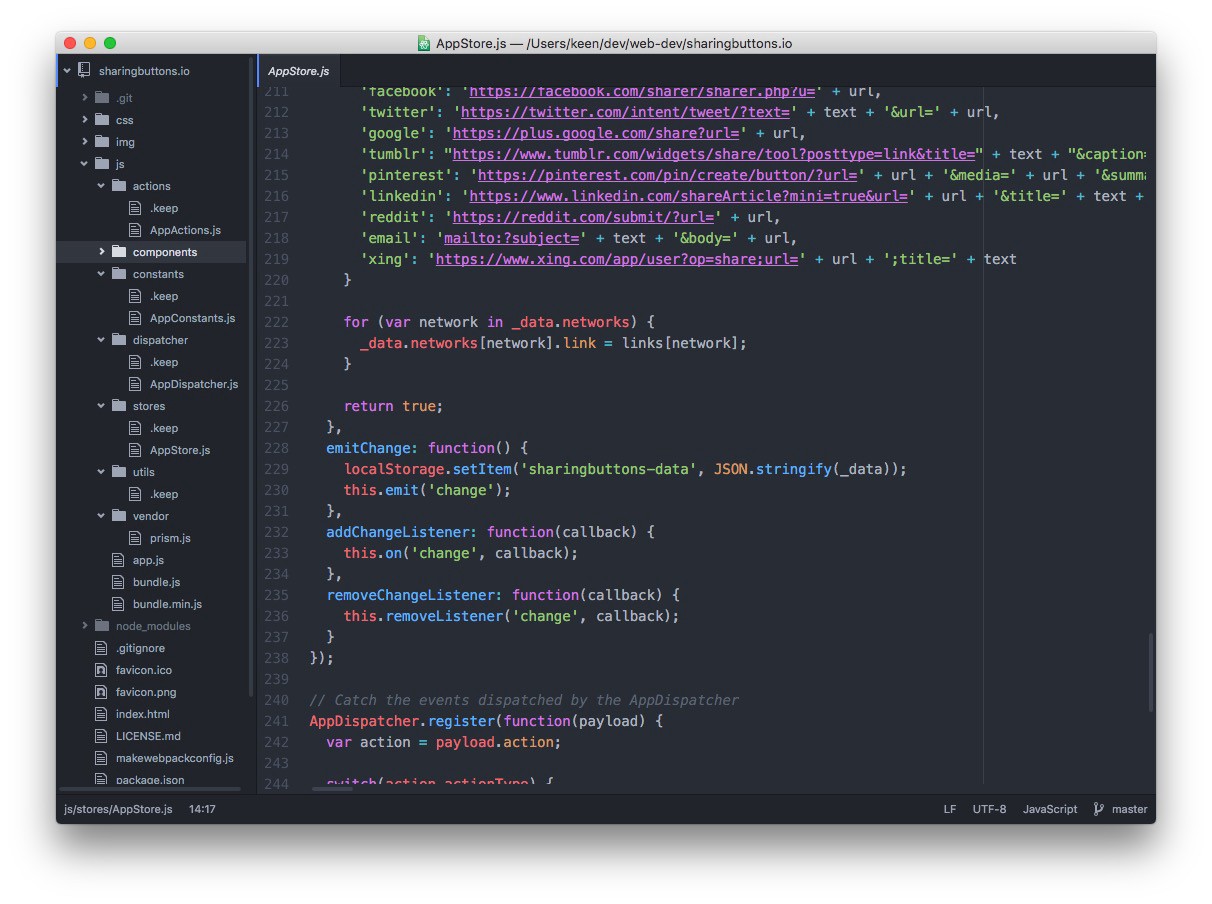 AppStore.js — /Users/keen/dev/web-dev/sharingbuttons.io
sharingbuttons.io
.git
css
img
js
actions
.keep
AppActions.js
components
constants
.keep
AppConstants.js
dispatcher
.keep
AppDispatcher.js
stores
.keep
AppStore.js
utils
.keep
vendor
prism.js
app.js
bundle.js
bundle.min.js
node_modules
.gitignore
favicon.ico
favicon.png
index.html
LICENSE.md
makewebpackconfig.js
package.json
AppStore.js
211 'facebook': 'https://facebook.com/sharer/sharer.php?u=' + url,
212 'twitter': 'https://twitter.com/intent/tweet/?text=' + text + '&url=' + url,
213 'google': 'https://plus.google.com/share?url=' + url,
214 'tumblr': "https://www.tumblr.com/widgets/share/tool?posttype=link&title=" + text + "&caption=
215 'pinterest': 'https://pinterest.com/pin/create/button/?url=' + url + '&media=' + url + '&summa
216 'linkedin': 'https://www.linkedin.com/shareArticle?mini=true&url=' + url + '&title=' + text +
217 'reddit': 'https://reddit.com/submit/?url=' + url,
218 'email': 'mailto:?subject=' + text + '&body=' + url,
219 'xing': 'https://www.xing.com/app/user?op=share;url=' + url + ';title=' + text
220 }
221
222 for (var network in _data.networks) {
223 _data.networks[network].link = links[network];
224 }
225
226 return true;
227 },
228 emitChange: function() {
229 localStorage.setItem('sharingbuttons-data', JSON.stringify(_data));
230 this.emit('change');
231 },
232 addChangeListener: function(callback) {
233 this.on('change', callback);
234 },
235 removeChangeListener: function(callback) {
236 this.removeListener('change', callback);
237 }
238 });
239
240 // Catch the events dispatched by the AppDispatcher
241 AppDispatcher.register(function(payload) {
242 var action = payload.action;
243
244 switch(action.actionType) {
js/stores/AppStore.js 14:17 LF UTF-8 JavaScript master